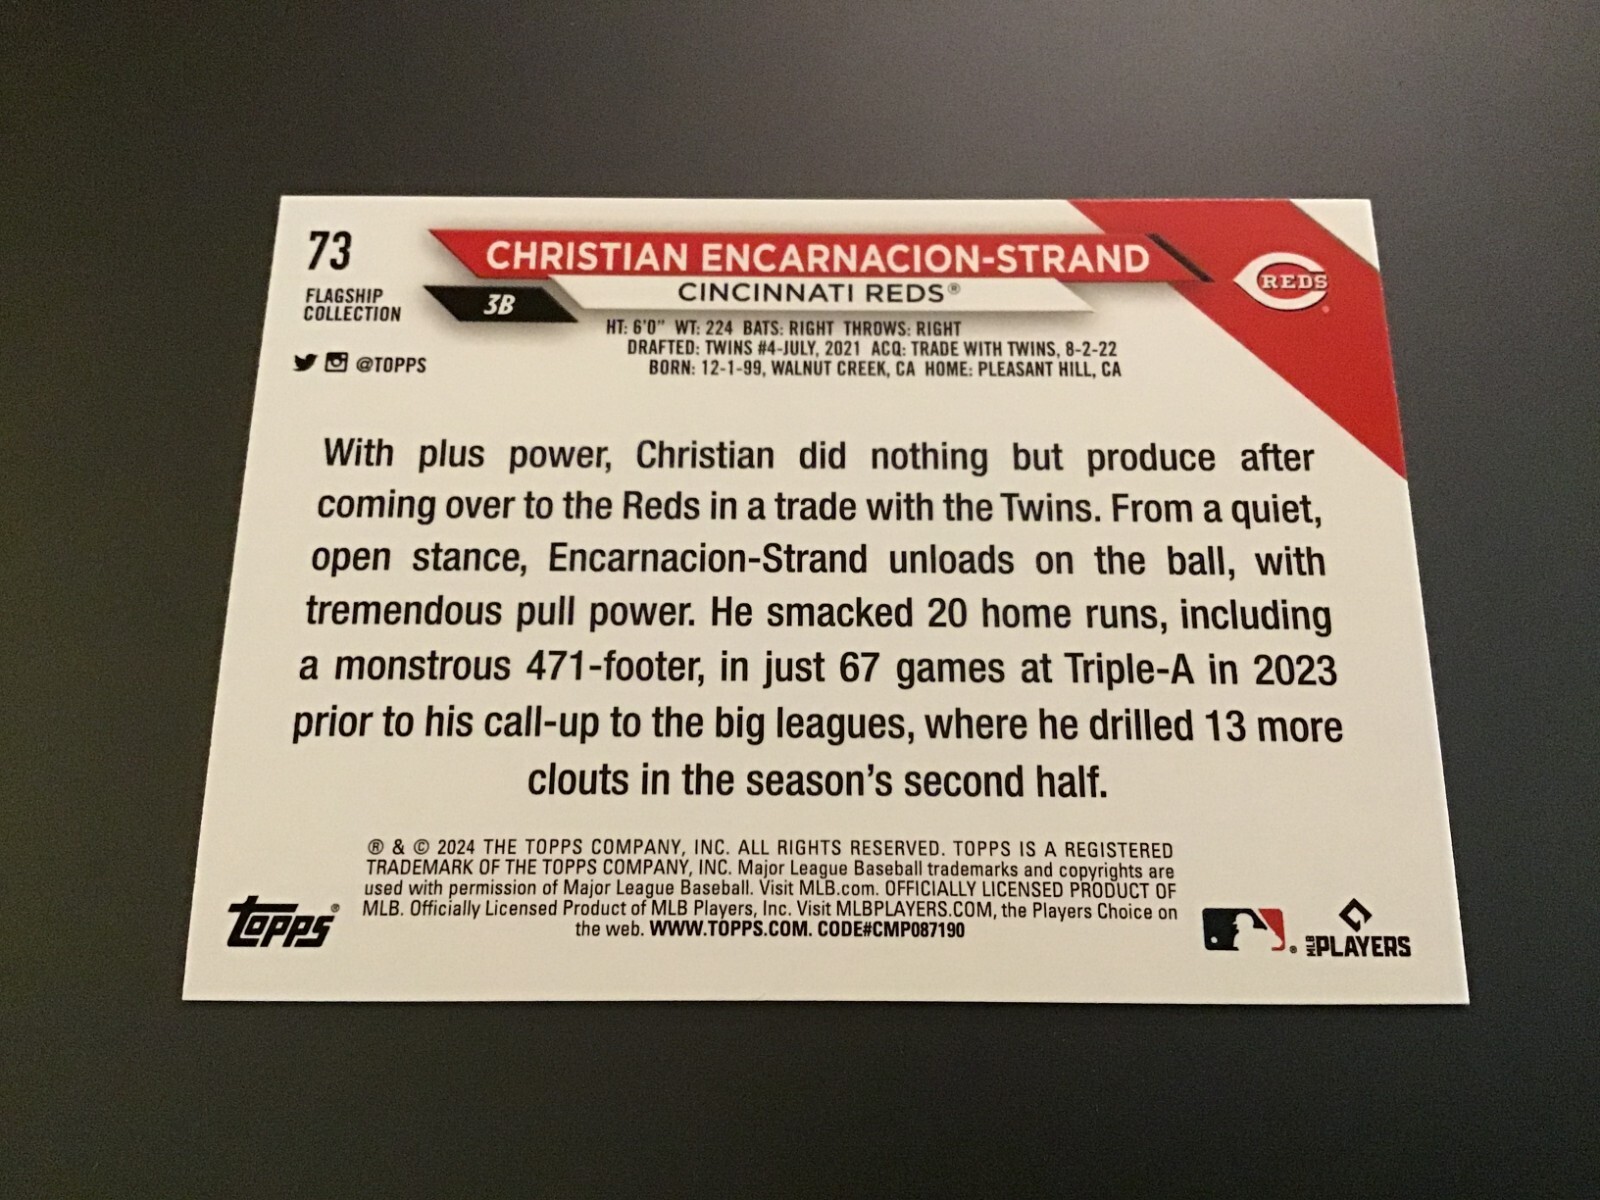 73
FLAGSHIP
COLLECTION
@TOPPS
CHRISTIAN ENCARNACION-STRAND
3B
CINCINNATI REDS®
REDS
HT: 6'0" WT: 224 BATS: RIGHT THROWS: RIGHT
DRAFTED: TWINS #4-JULY, 2021 ACQ: TRADE WITH TWINS, 8-2-22
BORN: 12-1-99, WALNUT CREEK, CA HOME: PLEASANT HILL, CA
With plus power, Christian did nothing but produce after
coming over to the Reds in a trade with the Twins. From a quiet,
open stance, Encarnacion-Strand unloads on the ball, with
tremendous pull power. He smacked 20 home runs, including
a monstrous 471-footer, in just 67 games at Triple-A in 2023
prior to his call-up to the big leagues, where he drilled 13 more
clouts in the season's second half.
® & © 2024 THE TOPPS COMPANY, INC. ALL RIGHTS RESERVED. TOPPS IS A REGISTERED
TRADEMARK OF THE TOPPS COMPANY, INC. Major League Baseball trademarks and copyrights are
used with permission of Major League Baseball. Visit MLB.com. OFFICIALLY LICENSED PRODUCT OF
MLB. Officially Licensed Product of MLB Players, Inc. Visit MLBPLAYERS.COM, the Players Choice on
the web. WWW.TOPPS.COM. CODE#CMP087190
topps®
MLB PLAYERS